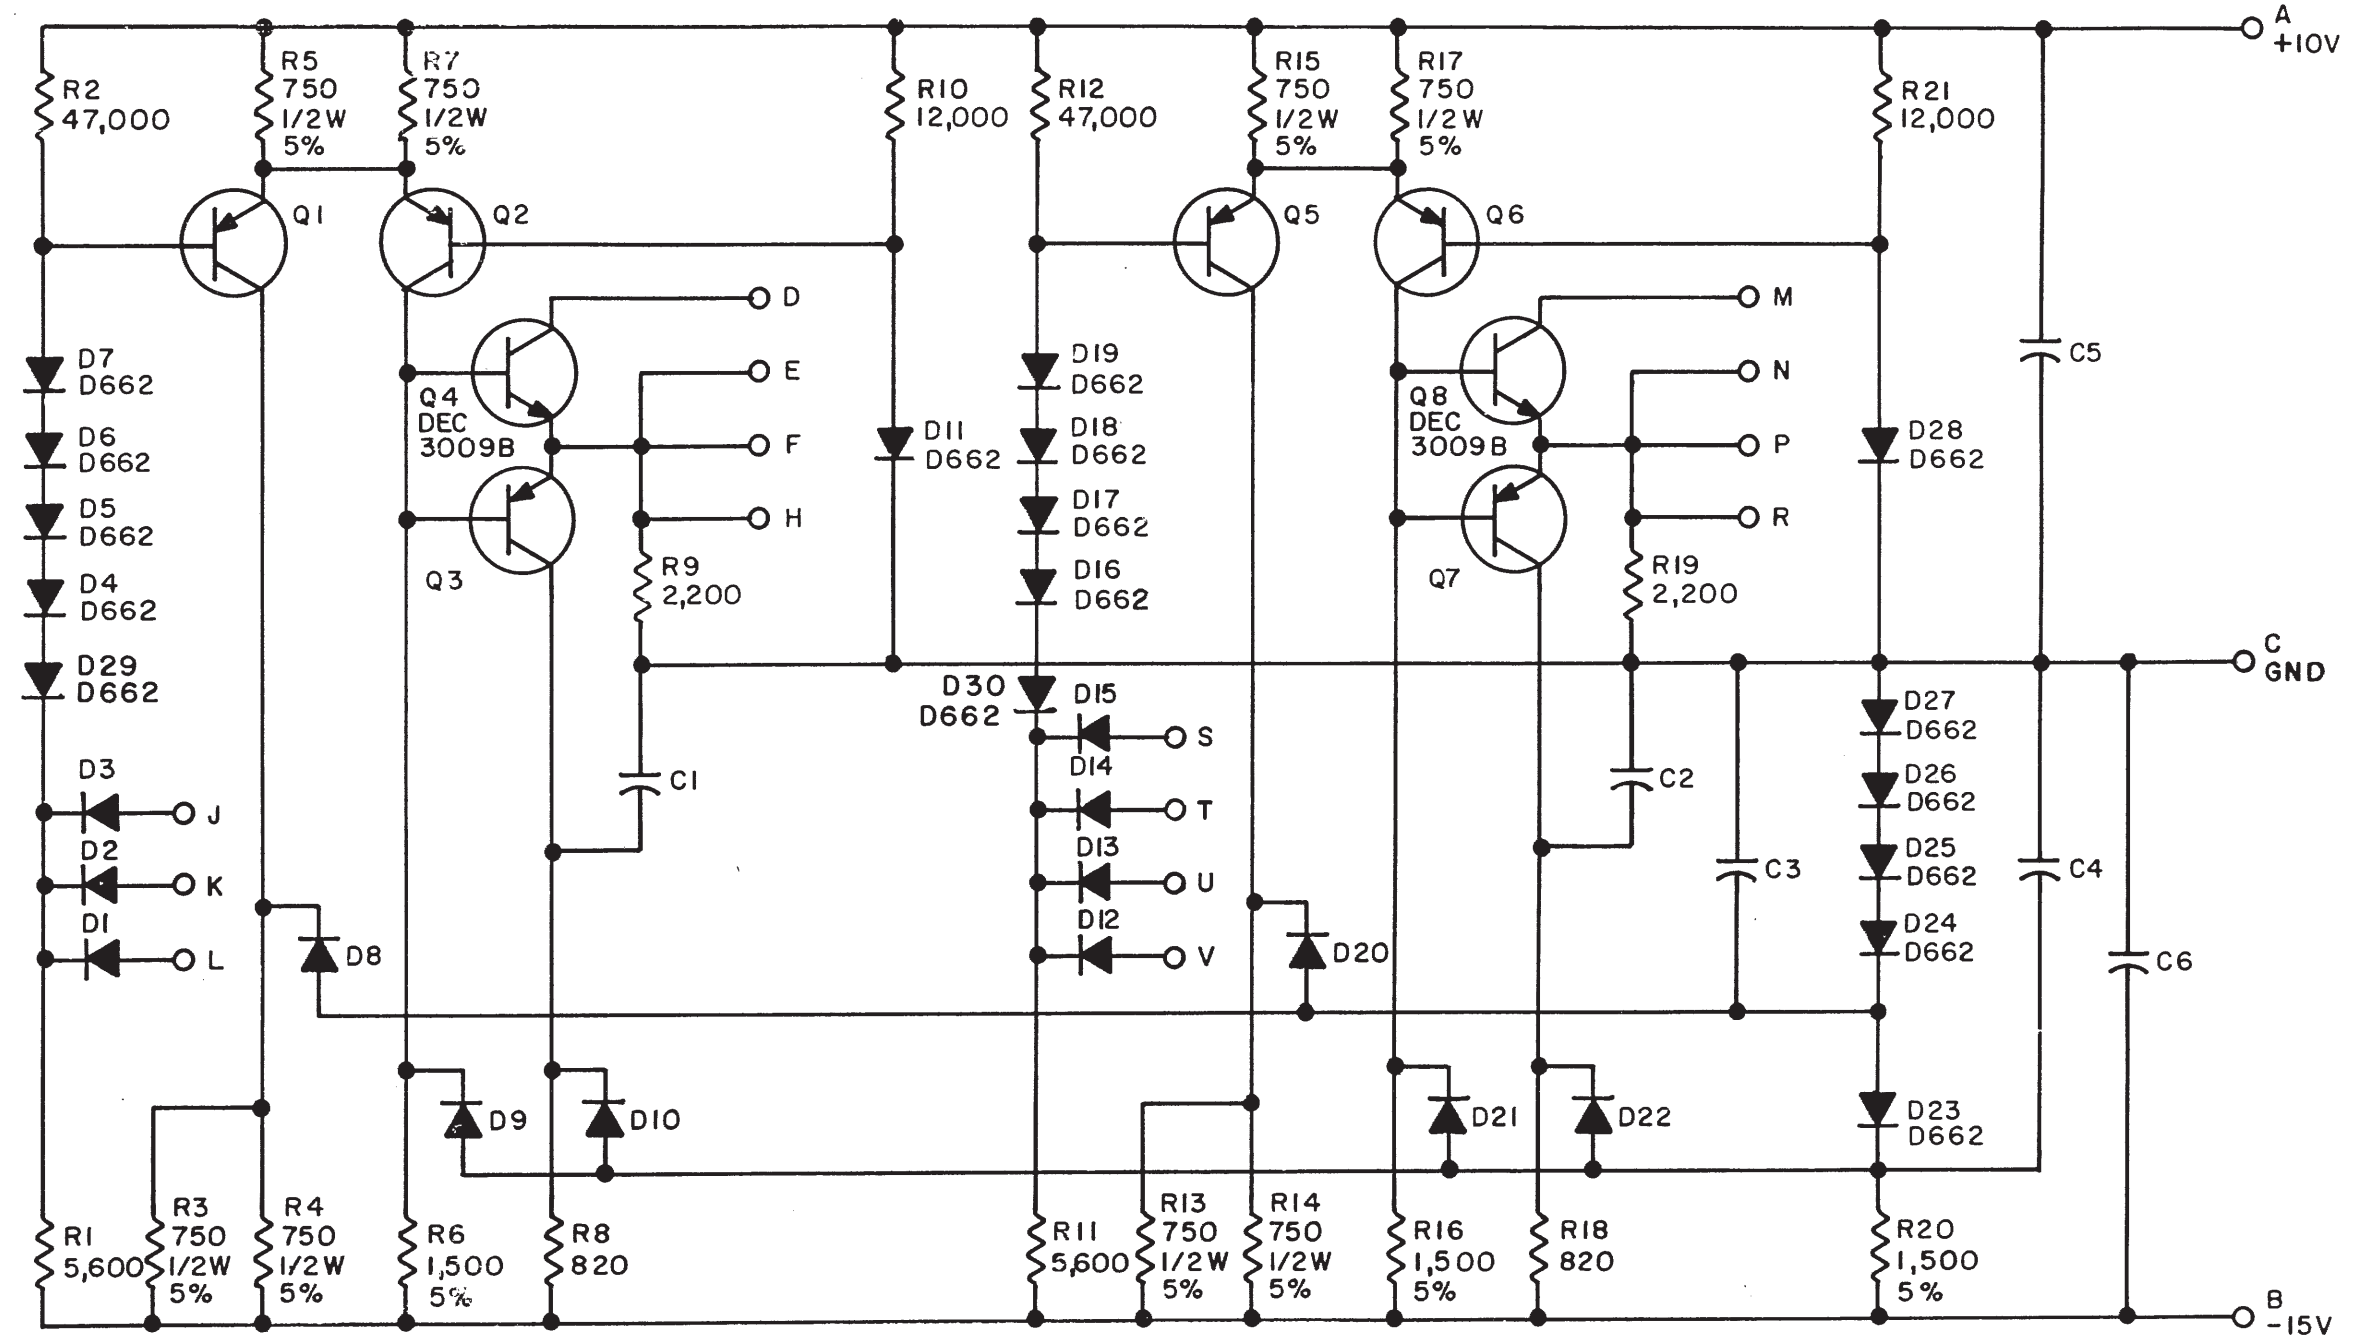 A
+10V
R2
47,000
R5
750
1/2W
5%
R7
750
1/2W
5%
R10
12,000
R12
47,000
R15
750
1/2W
5%
R17
750
1/2W
5%
R21
12,000
Q1
Q2
Q5
Q6
D
E
F
H
Q4
DEC
3009B
Q3
D11
D662
R9
2,200
D7
D662
D6
D662
D5
D662
D4
D662
D29
D662
D19
D662
D18
D662
D17
D662
D16
D662
D30
D662
M
N
P
R
Q8
DEC
3009B
Q7
R19
2,200
D28
D662
C5
C
GND
D3
J
D2
K
D1
L
D8
C1
D15
S
D14
T
D13
U
D12
V
D20
C2
C3
D27
D662
D26
D662
D25
D662
D24
D662
C4
C6
D9
D10
D21
D22
D23
D662
R1
5,600
R3
750
1/2W
5%
R4
750
1/2W
5%
R6
1,500
5%
R8
820
R11
5,600
R13
750
1/2W
5%
R14
750
1/2W
5%
R16
1,500
5%
R18
820
R20
1,500
5%
B
-15V